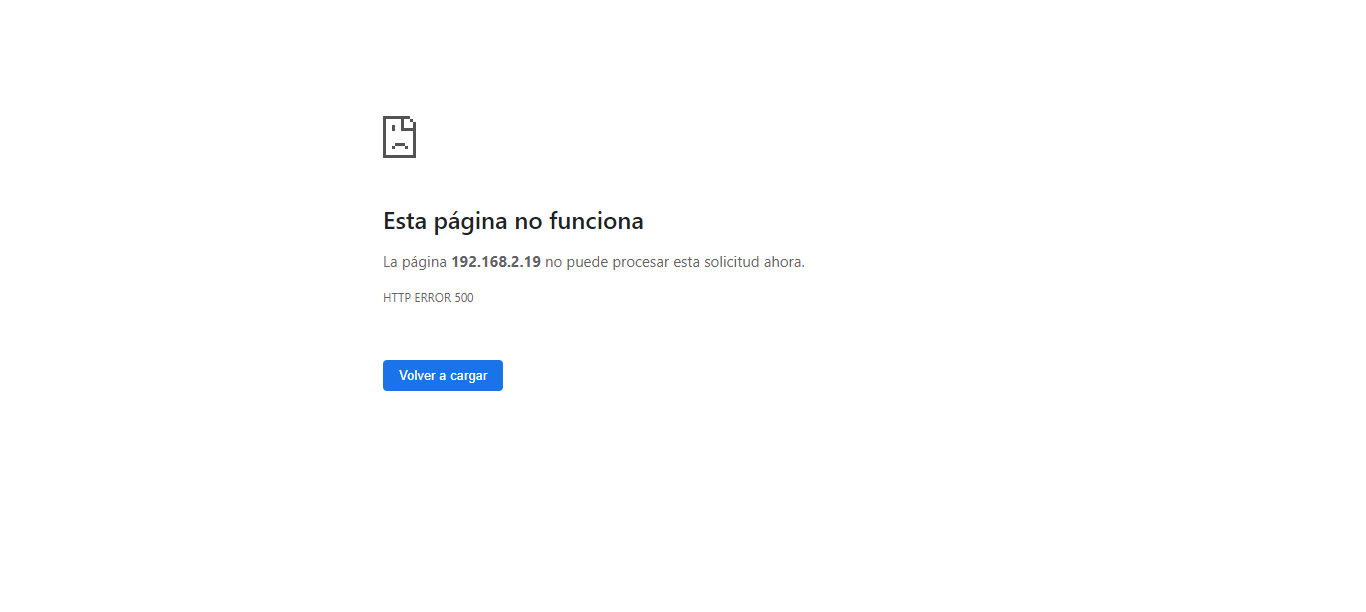 Esta página no funciona
La página 192.168.2.19 no puede procesar esta solicitud ahora.
HTTP ERROR 500
Volver a cargar